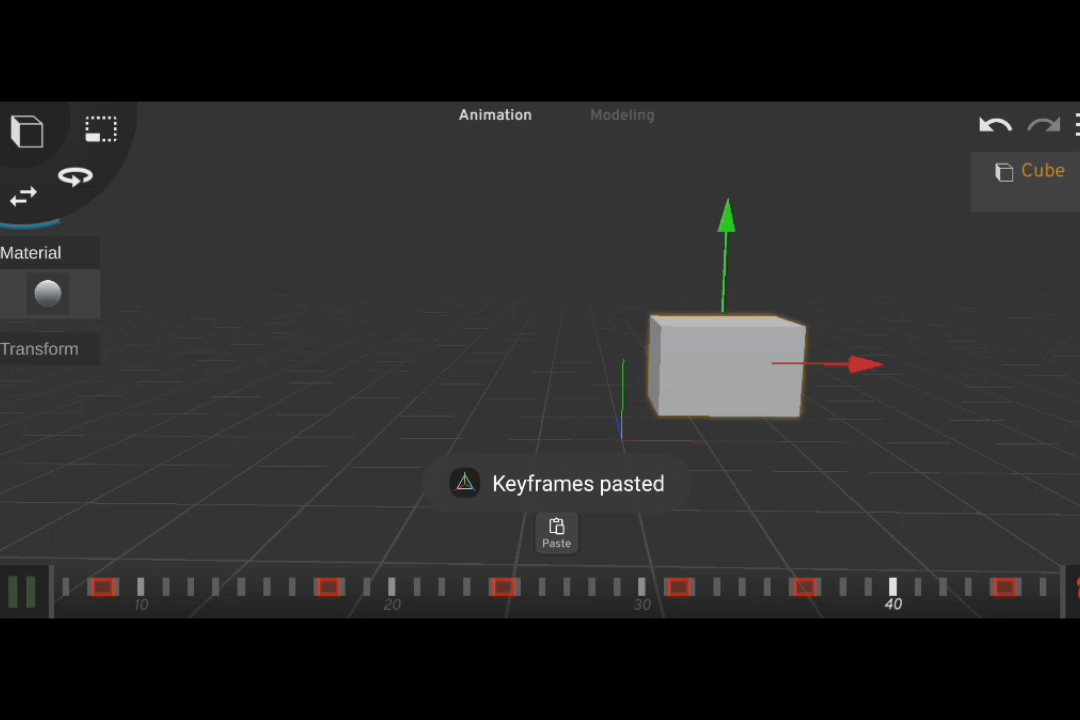 Animation
Modeling
Cube
Material
Transform
Keyframes pasted
Paste
10
20
30
40